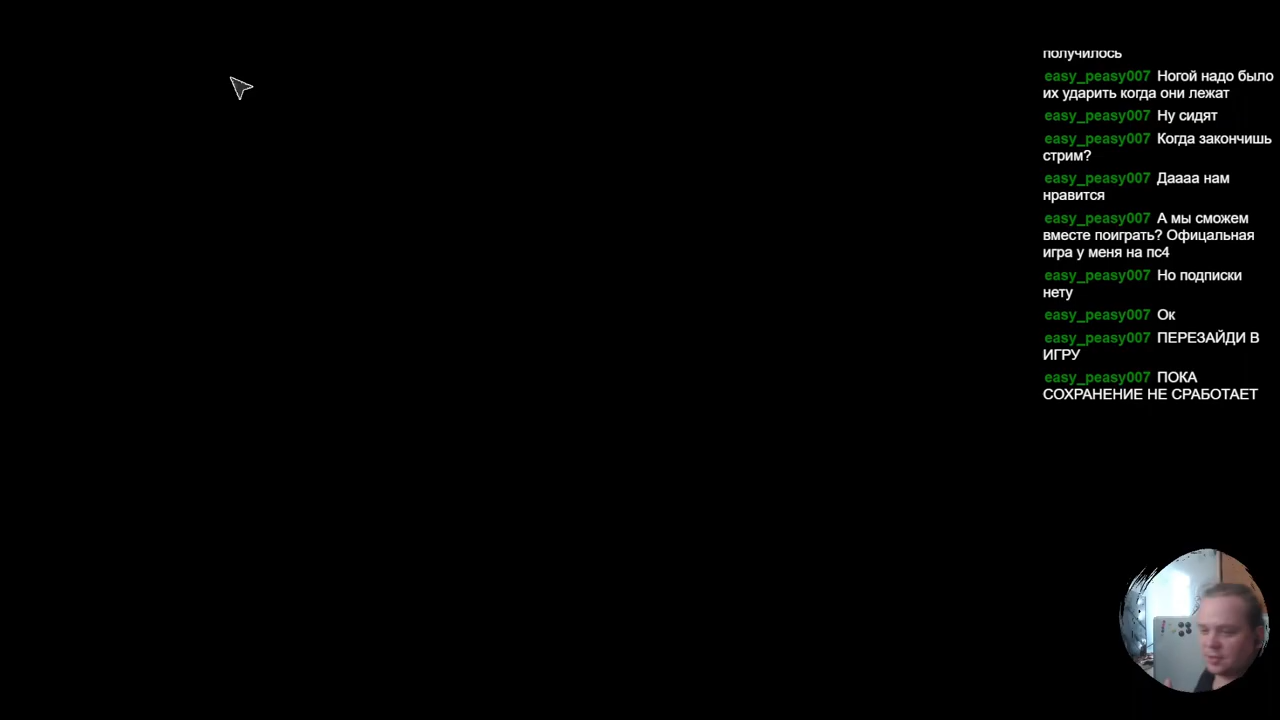 получилось
easy_peasy007 Ногой надо было
их ударить когда они лежат
easy_peasy007 Ну сидят
easy_peasy007 Когда закончишь
стрим?
easy_peasy007 Даааа нам
нравится
easy_peasy007 А мы сможем
вместе поиграть? Офицальная
игра у меня на пс4
easy_peasy007 Но подписки
нету
easy_peasy007 Ок
easy_peasy007 ПЕРЕЗАЙДИ В
ИГРУ
easy_peasy007 ПОКА
СОХРАНЕНИЕ НЕ СРАБОТАЕТ